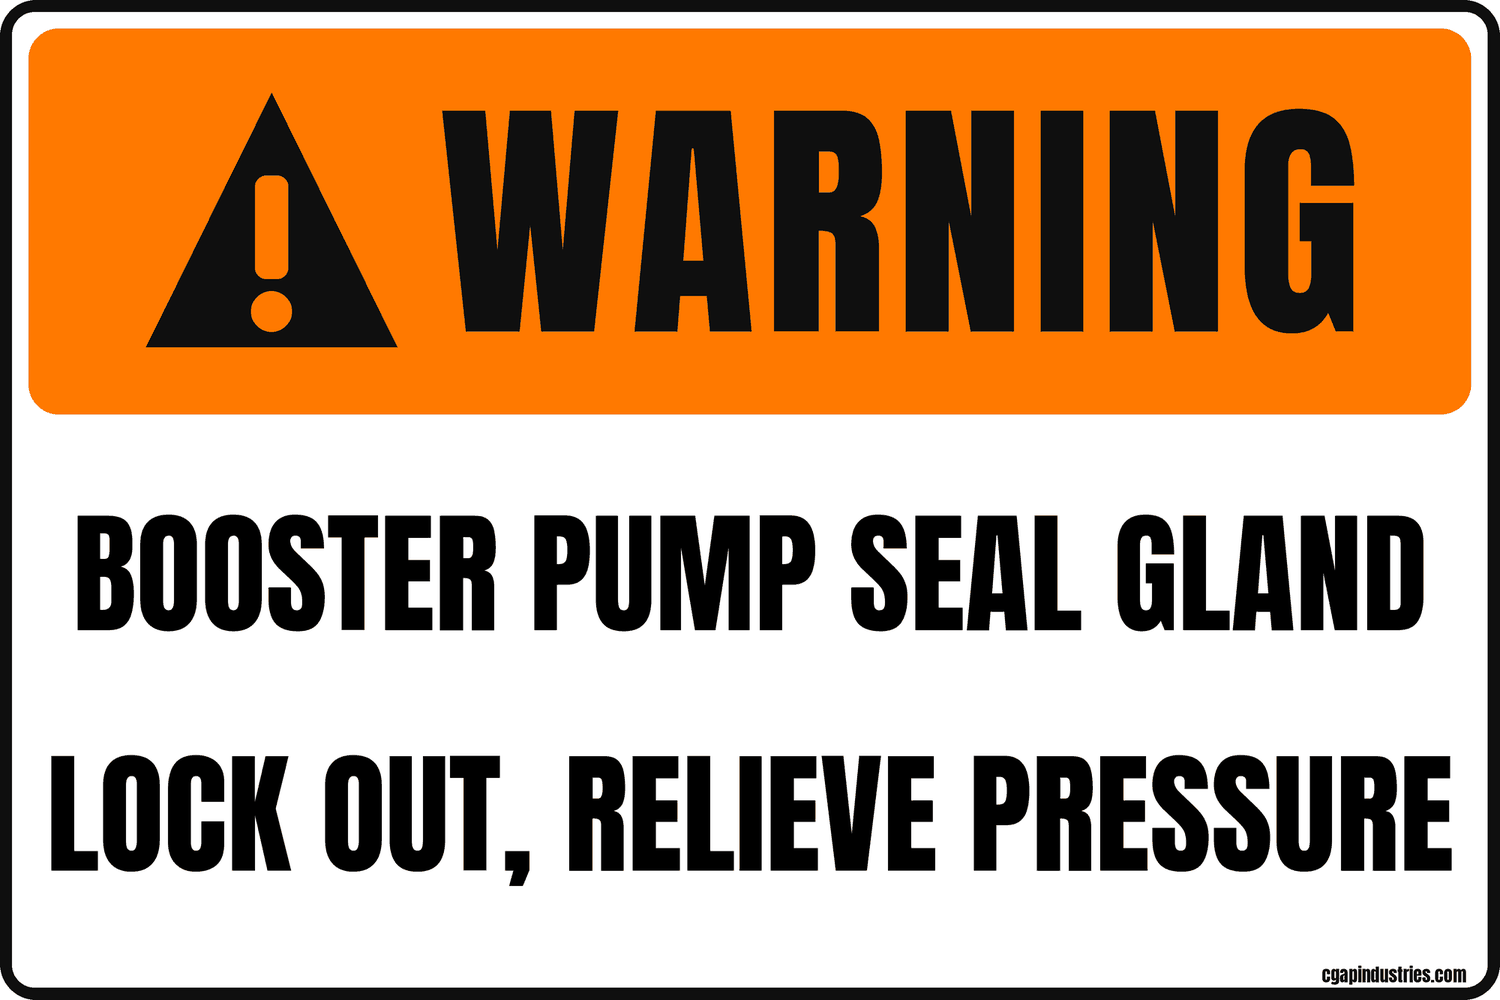 WARNING
BOOSTER PUMP SEAL GLAND
LOCK OUT, RELIEVE PRESSURE
cgapindustries.com